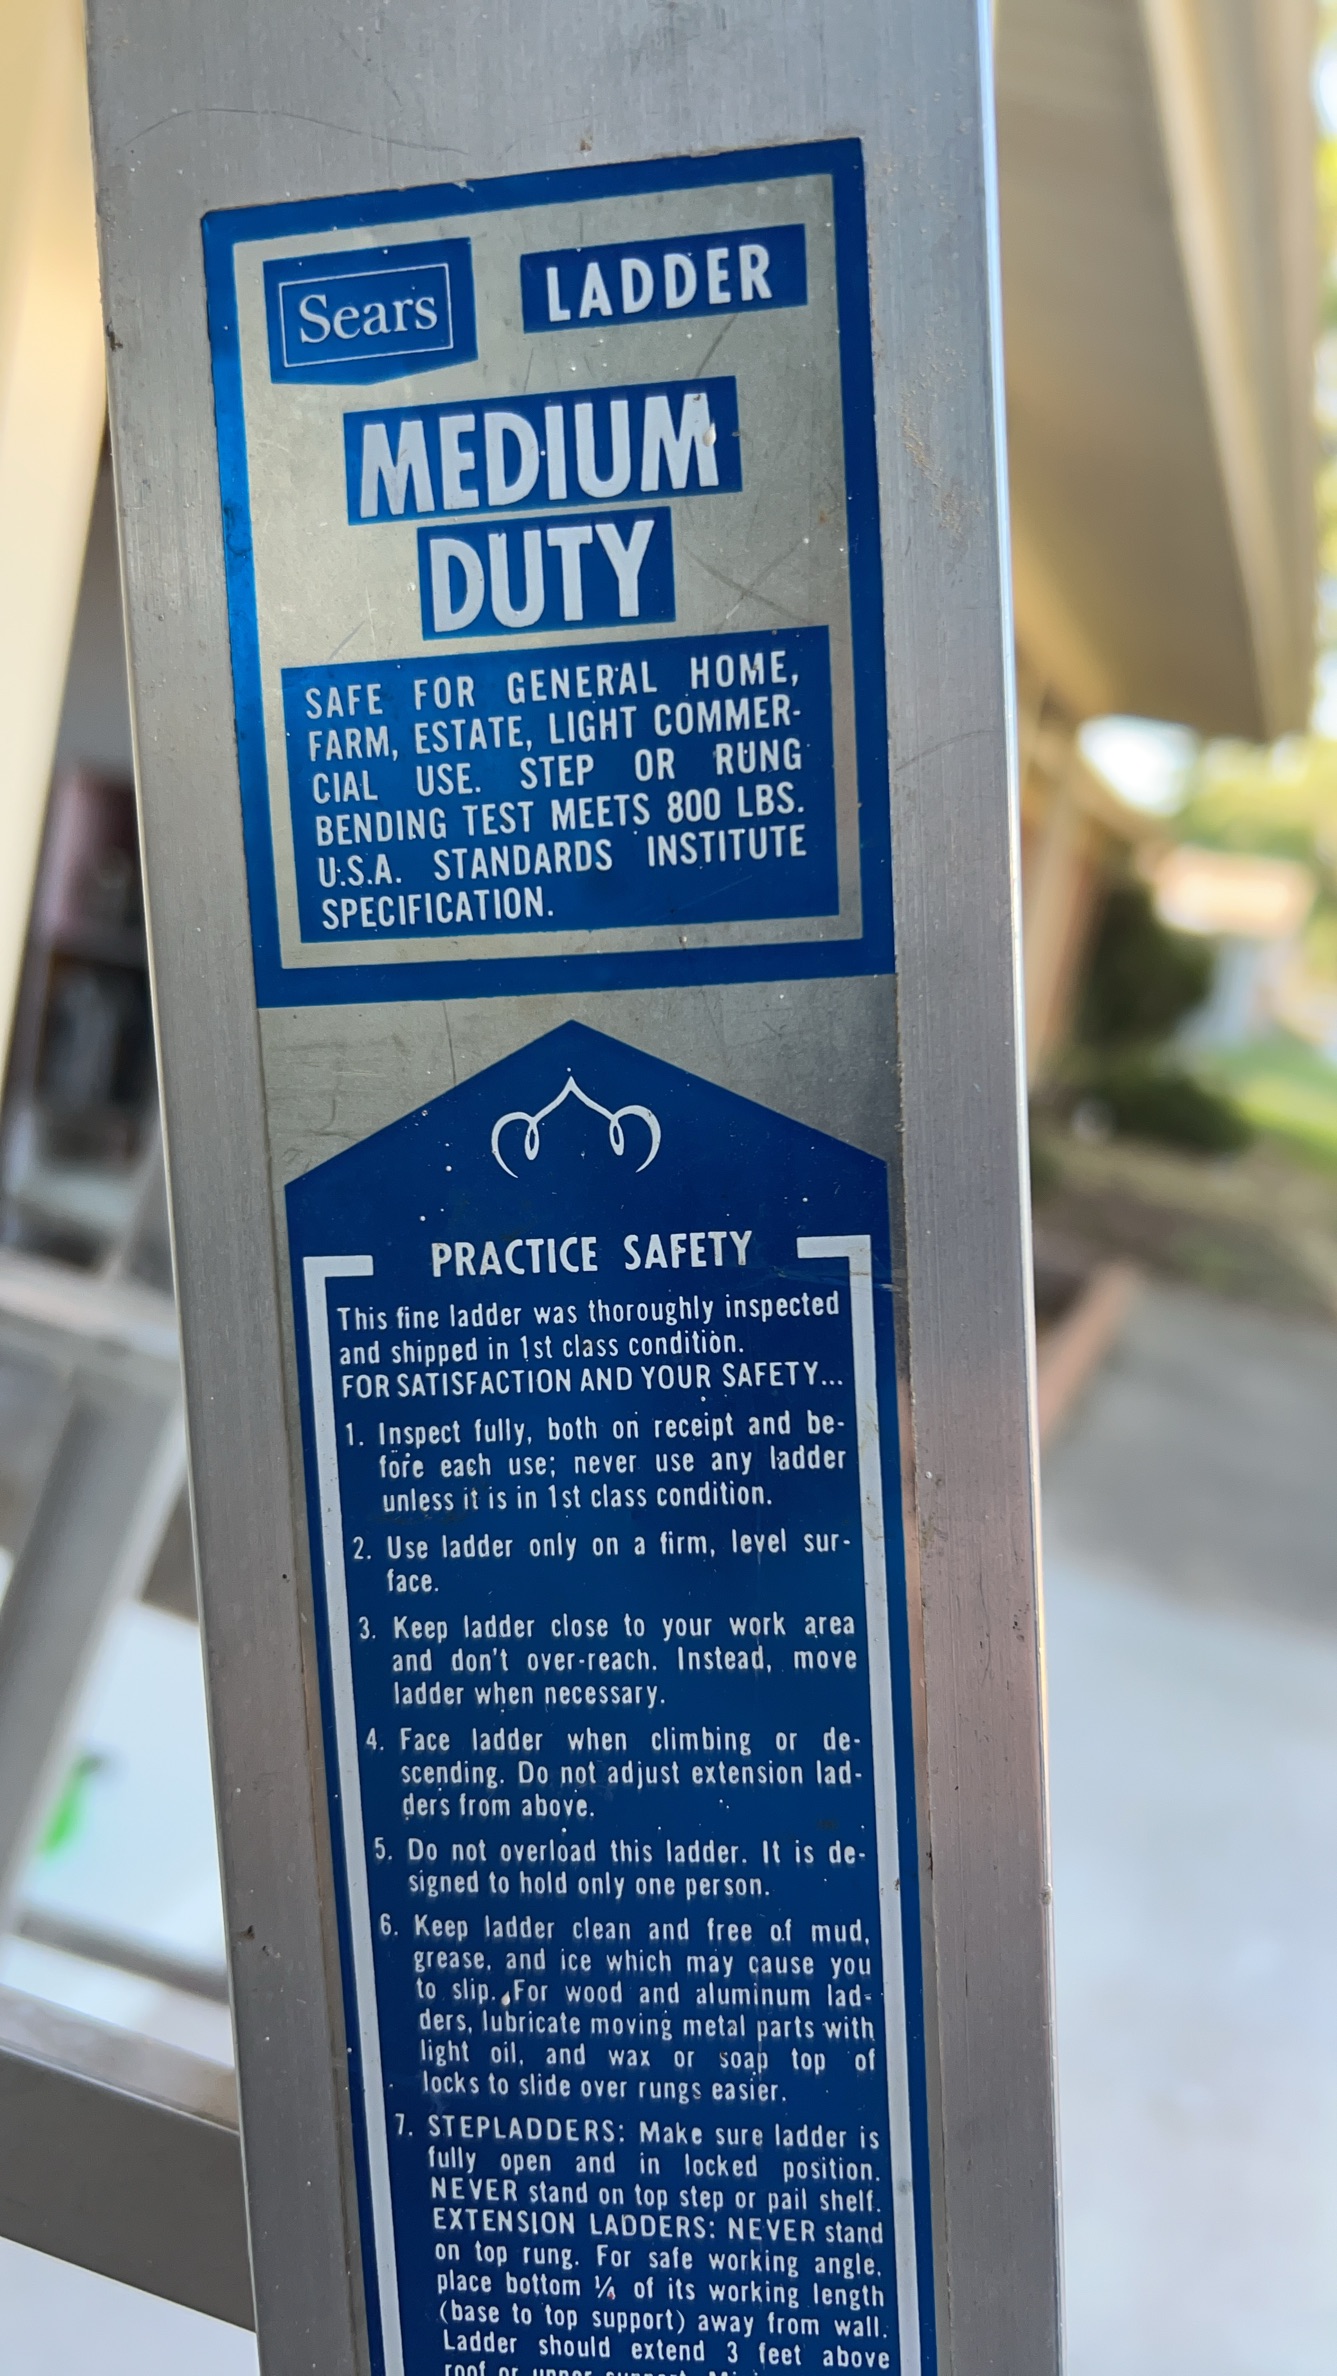 Sears
LADDER
MEDIUM
DUTY
SAFE FOR GENERAL HOME,
FARM, ESTATE, LIGHT COMMER-
CIAL USE. STEP OR RUNG
BENDING TEST MEETS 800 LBS.
U.S.A. STANDARDS INSTITUTE
SPECIFICATION.
PRACTICE SAFETY
This fine ladder was thoroughly inspected
and shipped in 1st class condition.
FOR SATISFACTION AND YOUR SAFETY...
1. Inspect fully, both on receipt and be-
fore each use; never use any ladder
unless it is in 1st class condition.
2. Use ladder only on a firm, level sur-
face.
3. Keep ladder close to your work area
and don't over-reach. Instead, move
ladder when necessary.
4. Face ladder when climbing or de-
scending. Do not adjust extension lad-
ders from above.
5. Do not overload this ladder. It is de-
signed to hold only one person.
6. Keep ladder clean and free of mud,
grease, and ice which may cause you
to slip. For wood and aluminum lad-
ders, lubricate moving metal parts with
light oil, and wax or soap top of
locks to slide over rungs easier.
7. STEPLADDERS: Make sure ladder is
fully open and in locked position.
NEVER stand on top step or pail shelf.
EXTENSION LADDERS: NEVER stand
on top rung. For safe working angle,
place bottom ¼ of its working length
(base to top support) away from wall.
Ladder should extend 3 feet above
roof or upper support.